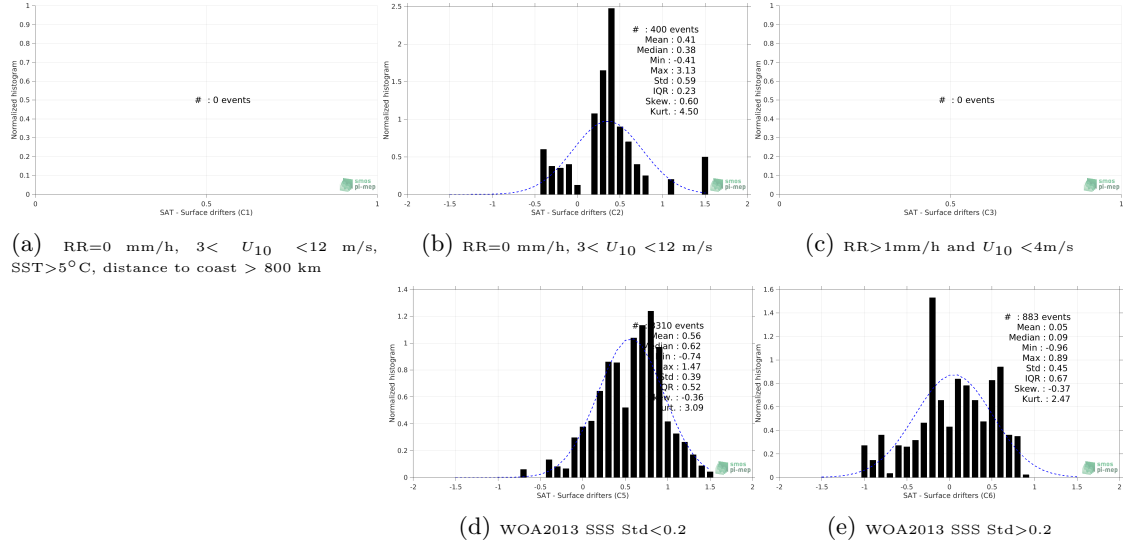 1
0.9
0.8
0.7
0.6
0.5
0.4
0.3
0.2
0.1
0
Normalized histogram
# : 0 events
0 0.5 1
SAT - Surface drifters (C1)
smos
pi-mep
(a) RR=0 mm/h, 3< U10 <12 m/s,
SST>5°C, distance to coast > 800 km
2.5
2
1.5
1
0.5
0
Normalized histogram
# : 400 events
Mean : 0.41
Median : 0.38
Min : -0.41
Max : 3.13
Std : 0.59
IQR : 0.23
Skew. : 0.60
Kurt. : 4.50
-2 -1.5 -1 -0.5 0 0.5 1 1.5 2
SAT - Surface drifters (C2)
smos
pi-mep
(b) RR=0 mm/h, 3< U10 <12 m/s
1
0.9
0.8
0.7
0.6
0.5
0.4
0.3
0.2
0.1
0
Normalized histogram
# : 0 events
0 0.5 1
SAT - Surface drifters (C3)
smos
pi-mep
(c) RR>1mm/h and U10 <4m/s
1.4
1.2
1
0.8
0.6
0.4
0.2
0
Normalized histogram
# : events
Mean : 0.56
: 0.62
: -0.74
: 1.47
: 0.39
: 0.52
: -0.36
: 3.09
-2 -1.5 -1 -0.5 0 0.5 1 1.5 2
SAT - Surface drifters (C5)
smos
pi-mep
(d) WOA2013 SSS Std<0.2
1.6
1.4
1.2
1
0.8
0.6
0.4
0.2
0
Normalized histogram
# : 883 events
Mean : 0.05
Median : 0.09
Min : -0.96
Max : 0.89
Std : 0.45
IQR : 0.67
Skew. : -0.37
Kurt. : 2.47
-2 -1.5 -1 -0.5 0 0.5 1 1.5 2
SAT - Surface drifters (C6)
smos
pi-mep
(e) WOA2013 SSS Std>0.2